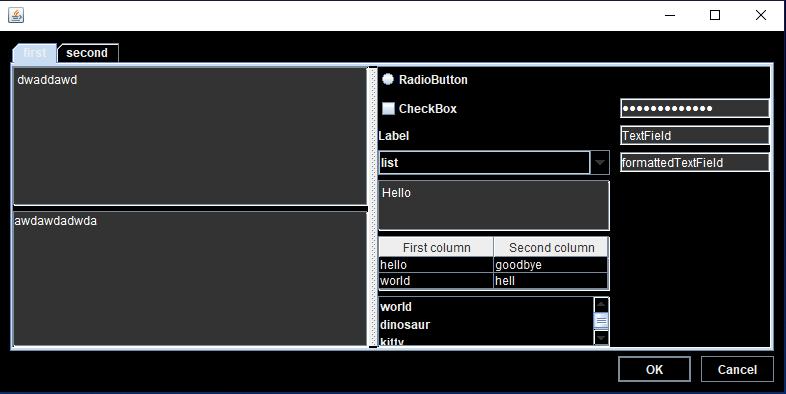 first second
dwaddawd
awdawdadwda
RadioButton
CheckBox
●●●●●●●●●●●●●
Label
TextField
list
formattedTextField
Hello
First column Second column
hello goodbye
world hell
world
dinosaur
kitty
OK Cancel